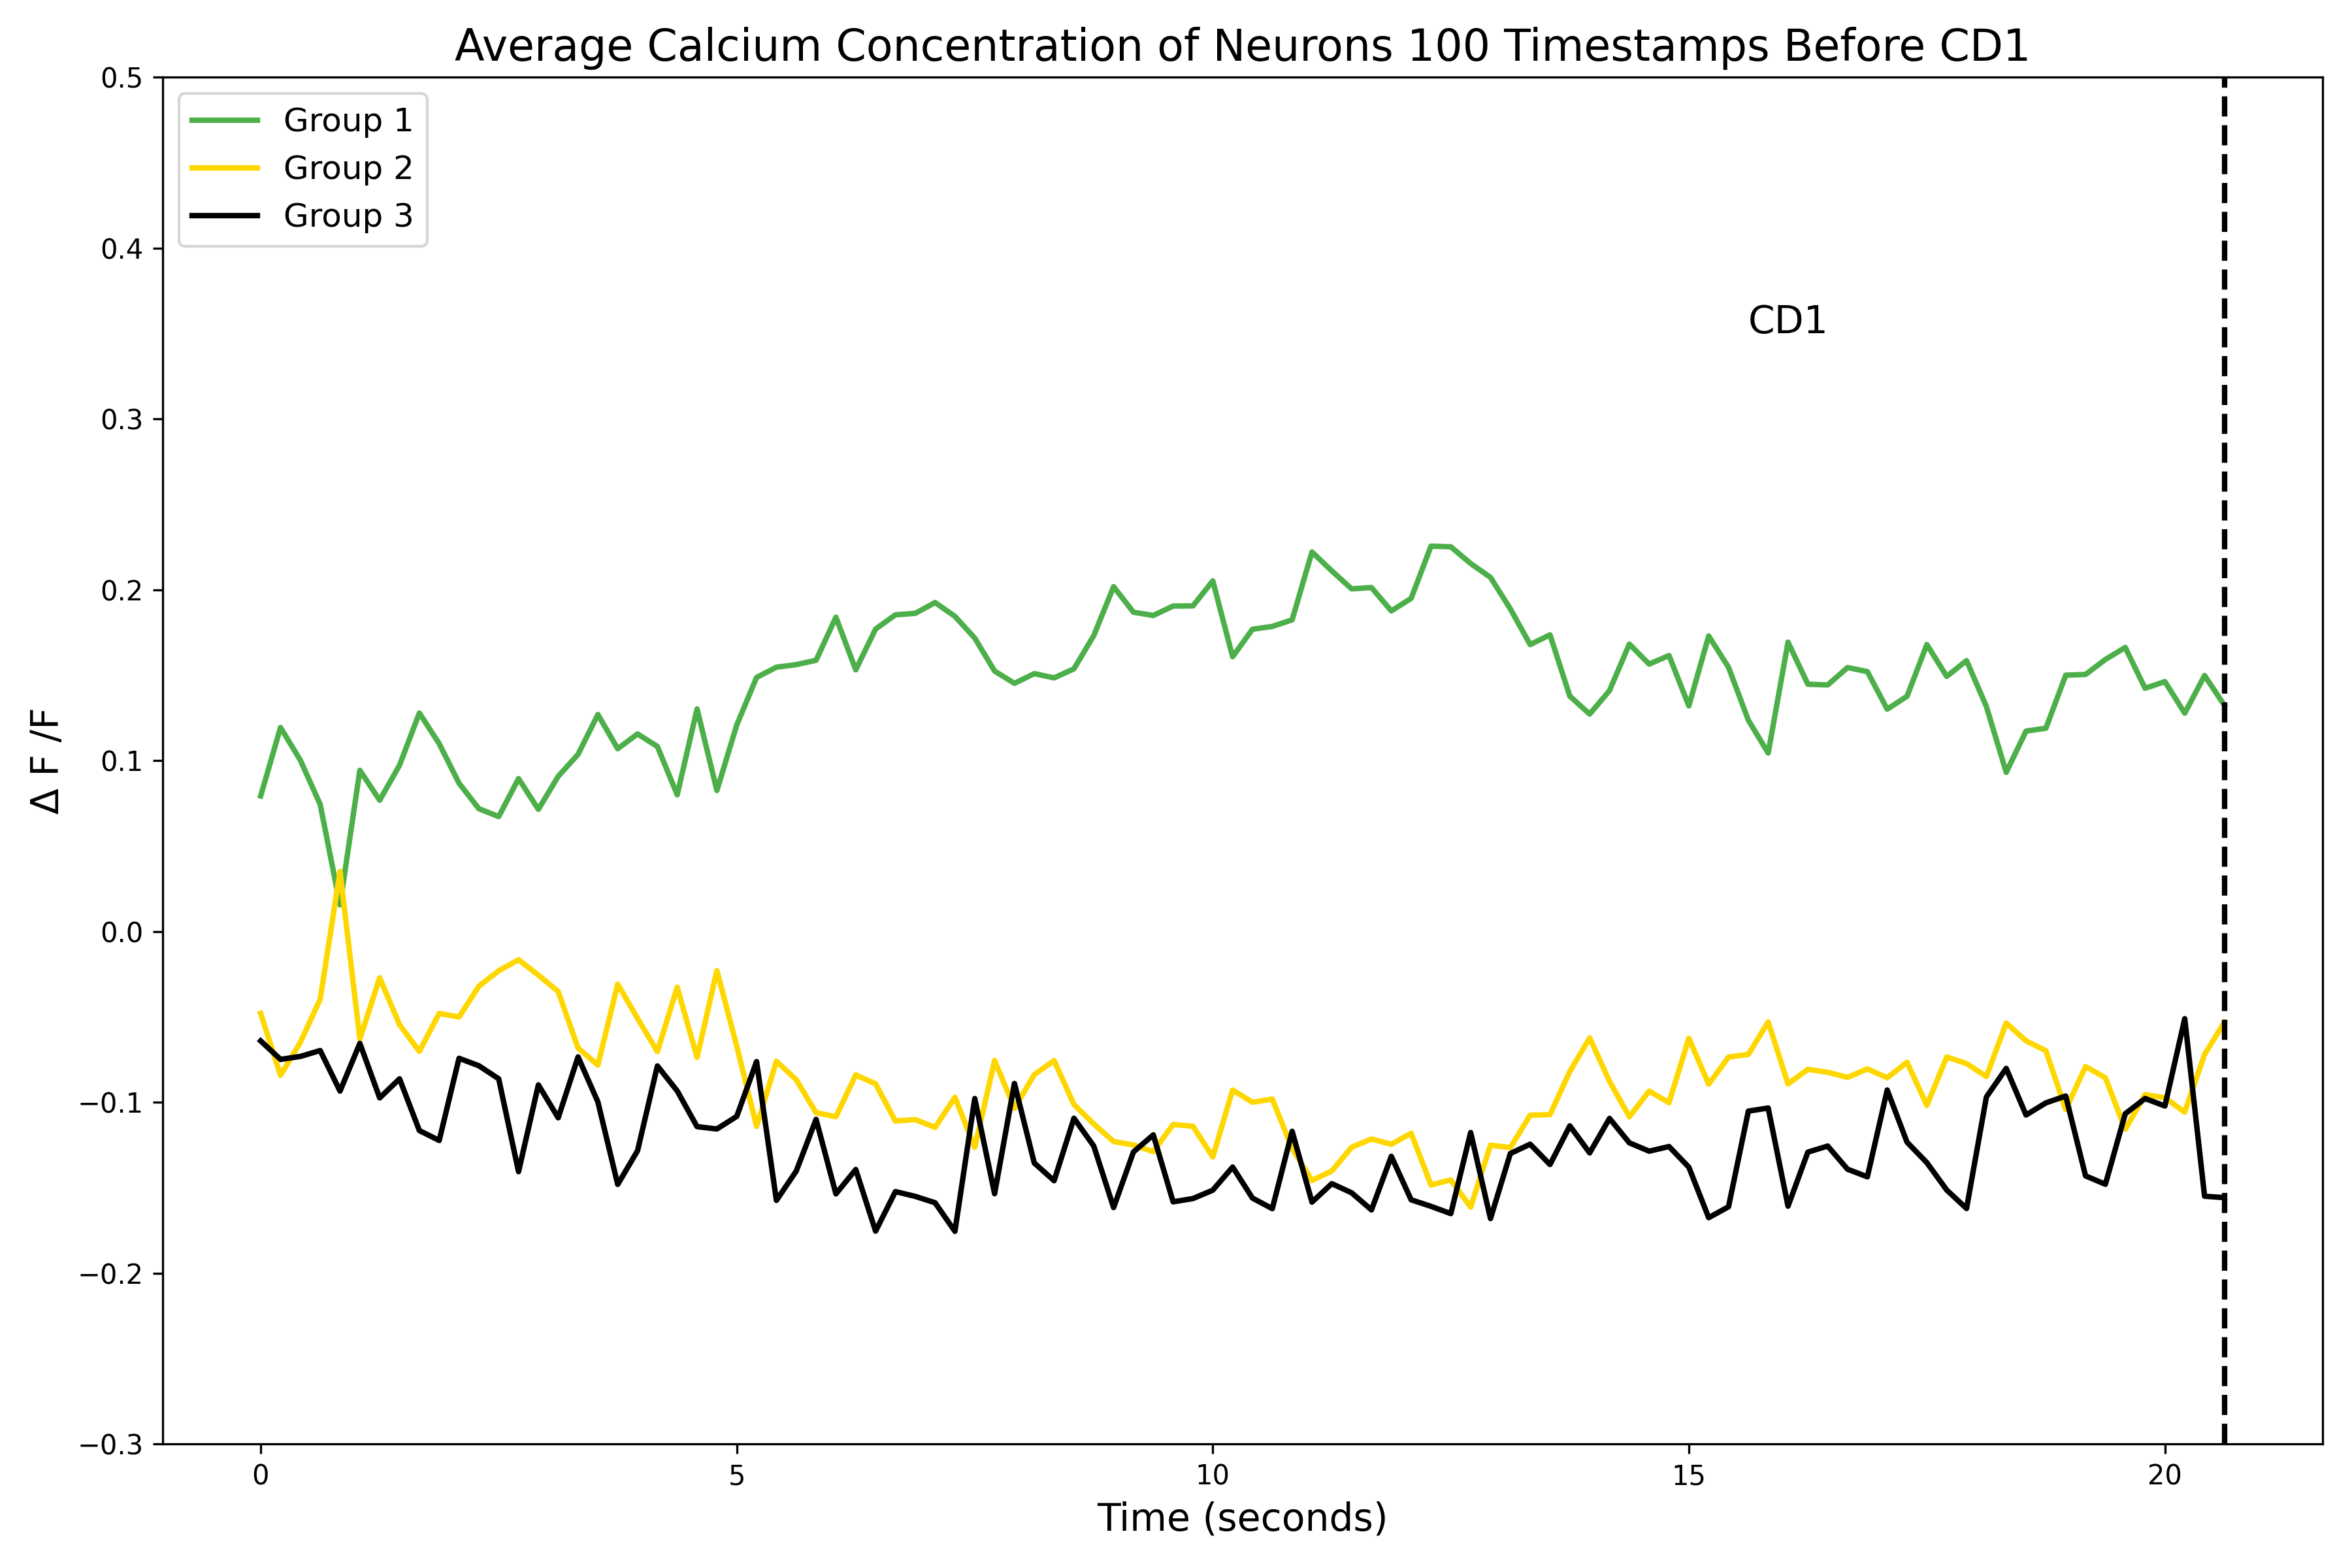 Average Calcium Concentration of Neurons 100 Timestamps Before CD1
0.5
0.4
0.3
0.2
0.1
0.0
−0.1
−0.2
−0.3
Δ F /F
Group 1
Group 2
Group 3
CD1
0 5 10 15 20
Time (seconds)